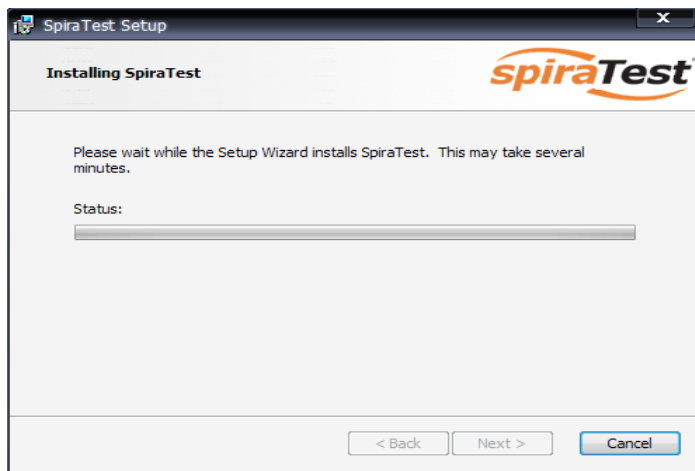 SpiraTest Setup
x
Installing SpiraTest
spiraTest™
Please wait while the Setup Wizard installs SpiraTest. This may take several
minutes.
Status:
< Back Next > Cancel